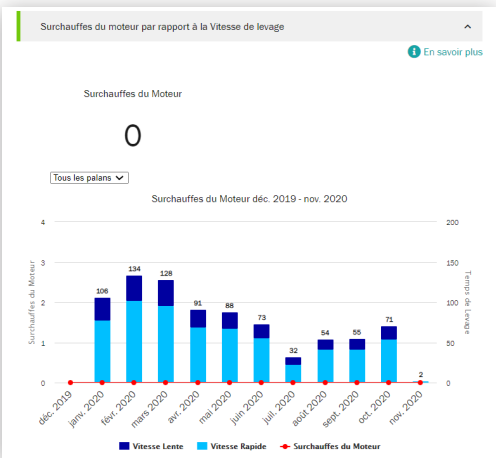 Surchauffes du moteur par rapport à la Vitesse de levage
En savoir plus
Surchauffes du Moteur
0
Tous les palans
Surchauffes du Moteur déc. 2019 - nov. 2020
4
3
2
1
0
Surchauffes du Moteur
200
150
100
50
0
Temps de Levage
106
134
128
91
88
73
32
54
55
71
2
déc. 2019
janv. 2020
févr. 2020
mars 2020
avr. 2020
mai 2020
juin 2020
juil. 2020
août 2020
sept. 2020
oct. 2020
nov. 2020
Vitesse Lente Vitesse Rapide Surchauffes du Moteur